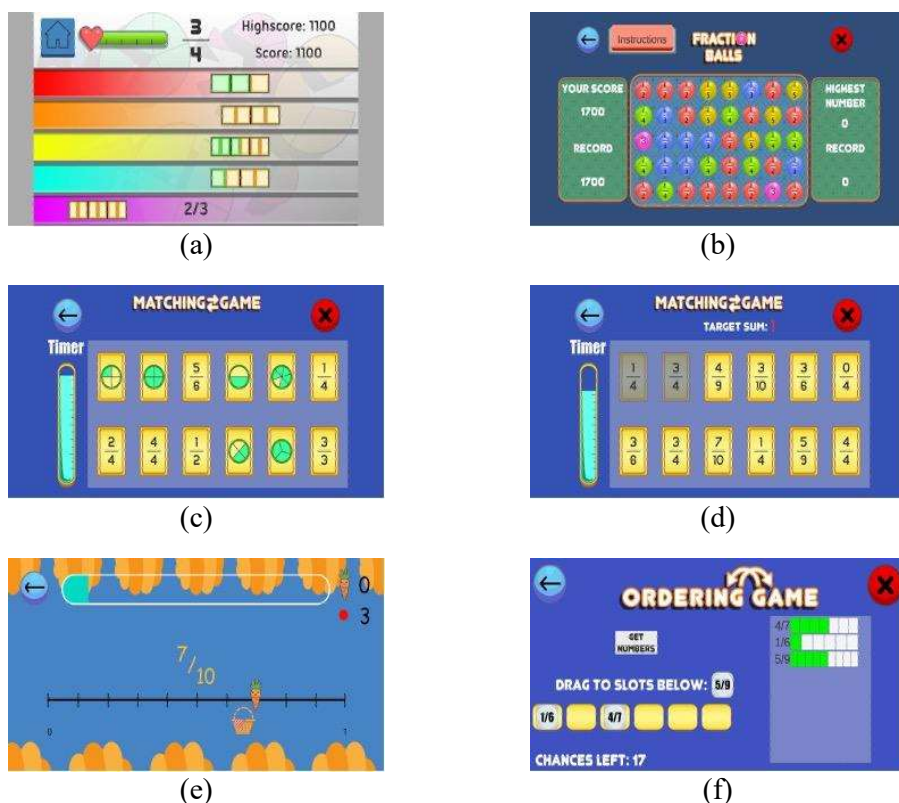 3/4
Highscore: 1100
Score: 1100
2/3
(a)
Instructions
FRACTION
BALLS
YOUR SCORE
1700
RECORD
1700
HIGHEST
NUMBER
0
RECORD
0
(b)
MATCHING GAME
Timer
5/6 1/4
2/4 4/4 1/2 3/3
(c)
MATCHING GAME
TARGET SUM: 1
Timer
1/4 3/4 4/9 3/10 3/6 0/4
3/6 3/4 7/10 1/4 5/9 4/4
(d)
0
3
7/10
0 1
(e)
ORDERING GAME
GET
NUMBERS
4/7
1/6
5/9
DRAG TO SLOTS BELOW: 5/9
1/6 4/7
CHANCES LEFT: 17
(f)